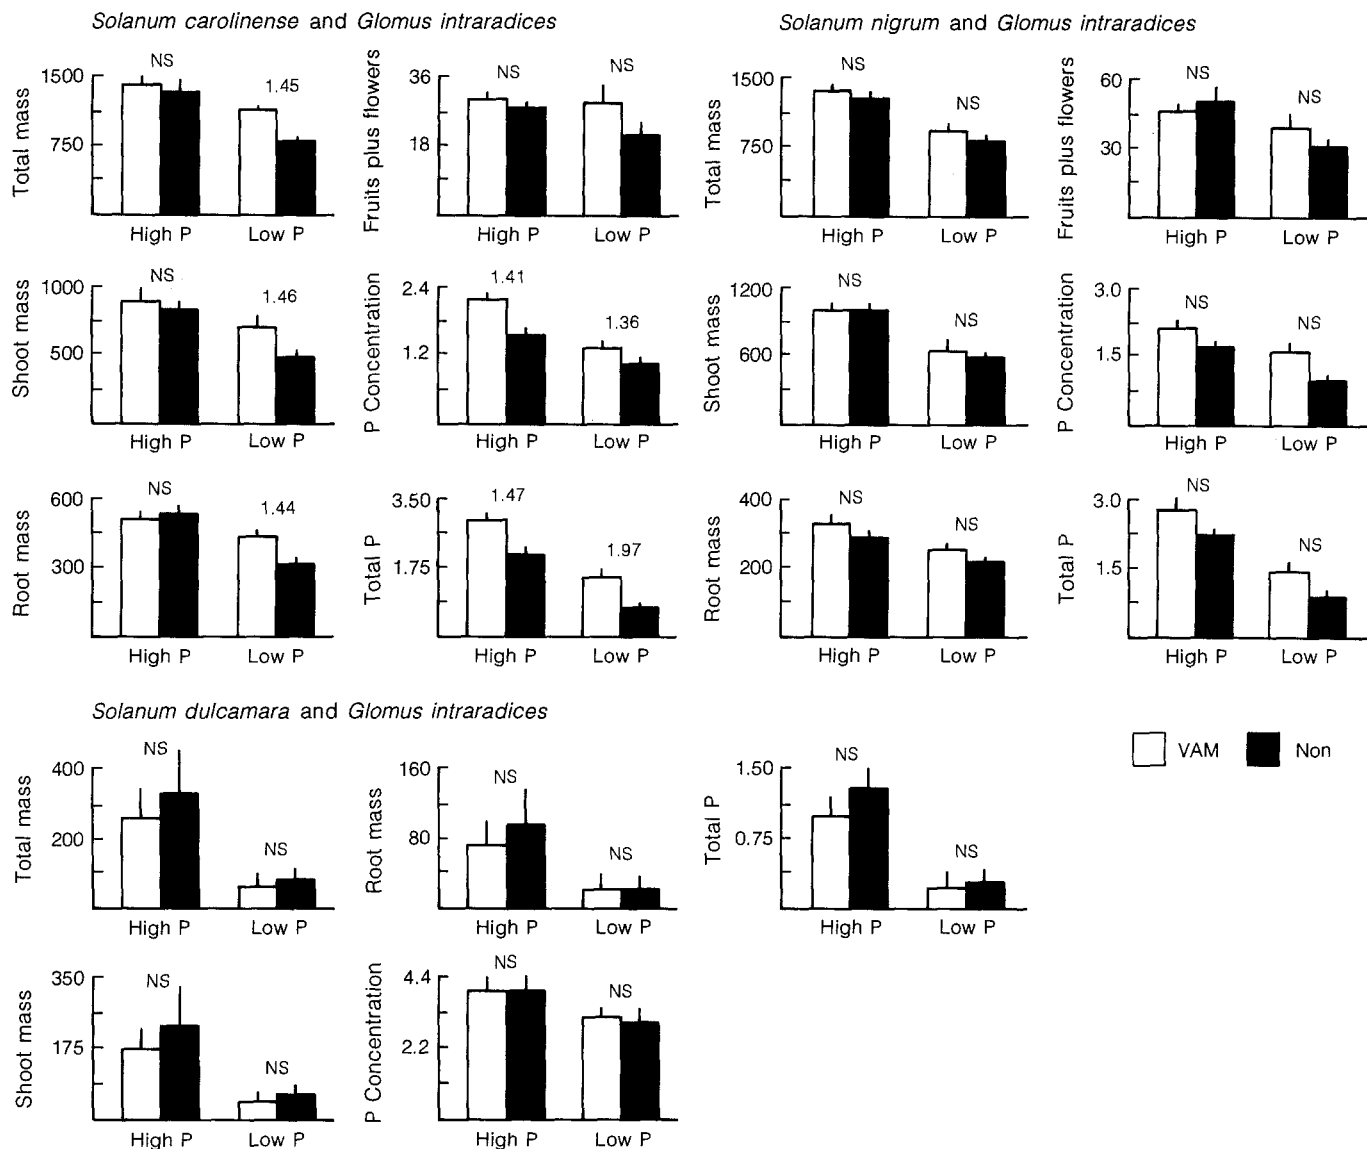 Solanum carolinense and Glomus intraradices
Total mass
1500
750
NS
1.45
High P
Low P
Fruits plus flowers
36
18
NS
NS
High P
Low P
Shoot mass
1000
500
NS
1.46
High P
Low P
P Concentration
2.4
1.2
1.41
1.36
High P
Low P
Root mass
600
300
NS
1.44
High P
Low P
Total P
3.50
1.75
1.47
1.97
High P
Low P
Solanum nigrum and Glomus intraradices
Total mass
1500
750
NS
NS
High P
Low P
Fruits plus flowers
60
30
NS
NS
High P
Low P
Shoot mass
1200
600
NS
NS
High P
Low P
P Concentration
3.0
1.5
NS
NS
High P
Low P
Root mass
400
200
NS
NS
High P
Low P
Total P
3.0
1.5
NS
NS
High P
Low P
Solanum dulcamara and Glomus intraradices
Total mass
400
200
NS
NS
High P
Low P
Root mass
160
80
NS
NS
High P
Low P
Total P
1.50
0.75
NS
NS
High P
Low P
VAM
Non
Shoot mass
350
175
NS
NS
High P
Low P
P Concentration
4.4
2.2
NS
NS
High P
Low P